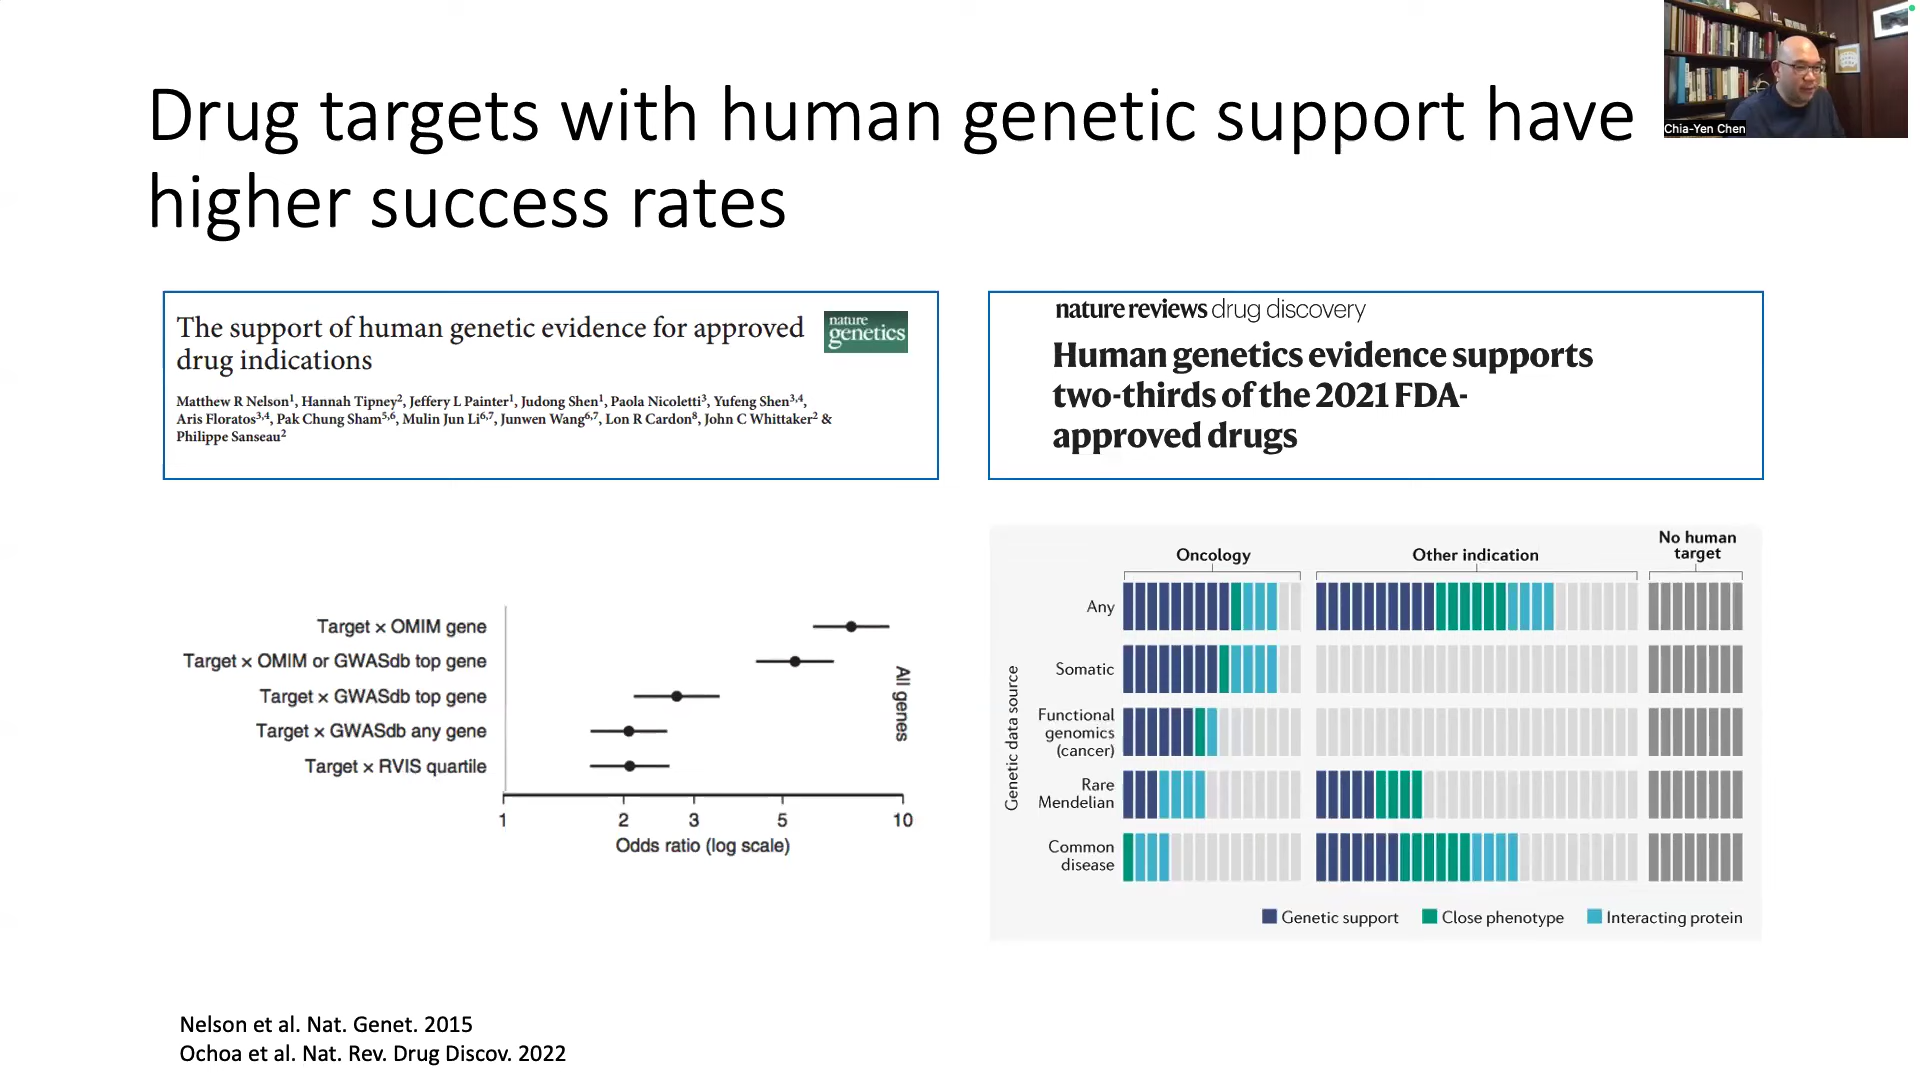 Drug targets with human genetic support have
higher success rates
Chia-Yen Chen
The support of human genetic evidence for approved
drug indications
nature
genetics
Matthew R Nelson1, Hannah Tipney2, Jeffery L Painter1, Judong Shen1, Paola Nicoletti3, Yufeng Shen3,4,
Aris Floratos3,4, Pak Chung Sham5,6, Mulin Jun Li6,7, Junwen Wang6,7, Lon R Cardon8, John C Whittaker2 &
Philippe Sanseau2
nature reviews drug discovery
Human genetics evidence supports
two-thirds of the 2021 FDA-
approved drugs
Target × OMIM gene
Target × OMIM or GWASdb top gene
Target × GWASdb top gene
Target × GWASdb any gene
Target × RVIS quartile
All genes
1 2 3 5 10
Odds ratio (log scale)
Oncology
Other indication
No human
target
Genetic data source
Any
Somatic
Functional
genomics
(cancer)
Rare
Mendelian
Common
disease
Genetic support
Close phenotype
Interacting protein
Nelson et al. Nat. Genet. 2015
Ochoa et al. Nat. Rev. Drug Discov. 2022